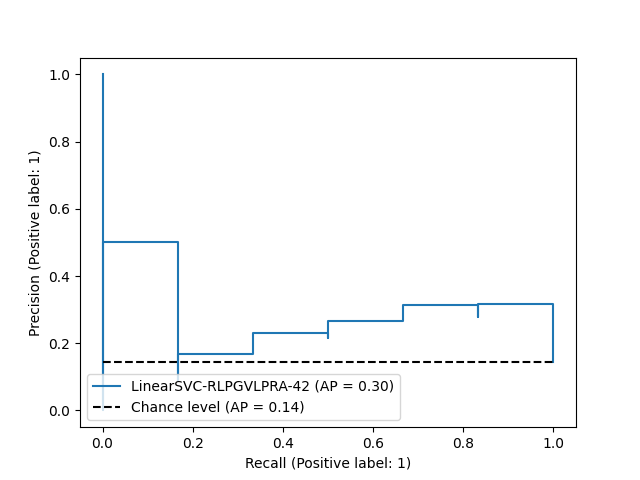 1.0
0.8
0.6
0.4
0.2
0.0
Precision (Positive label: 1)
LinearSVC-RLPGVLPRA-42 (AP = 0.30)
Chance level (AP = 0.14)
0.0 0.2 0.4 0.6 0.8 1.0
Recall (Positive label: 1)